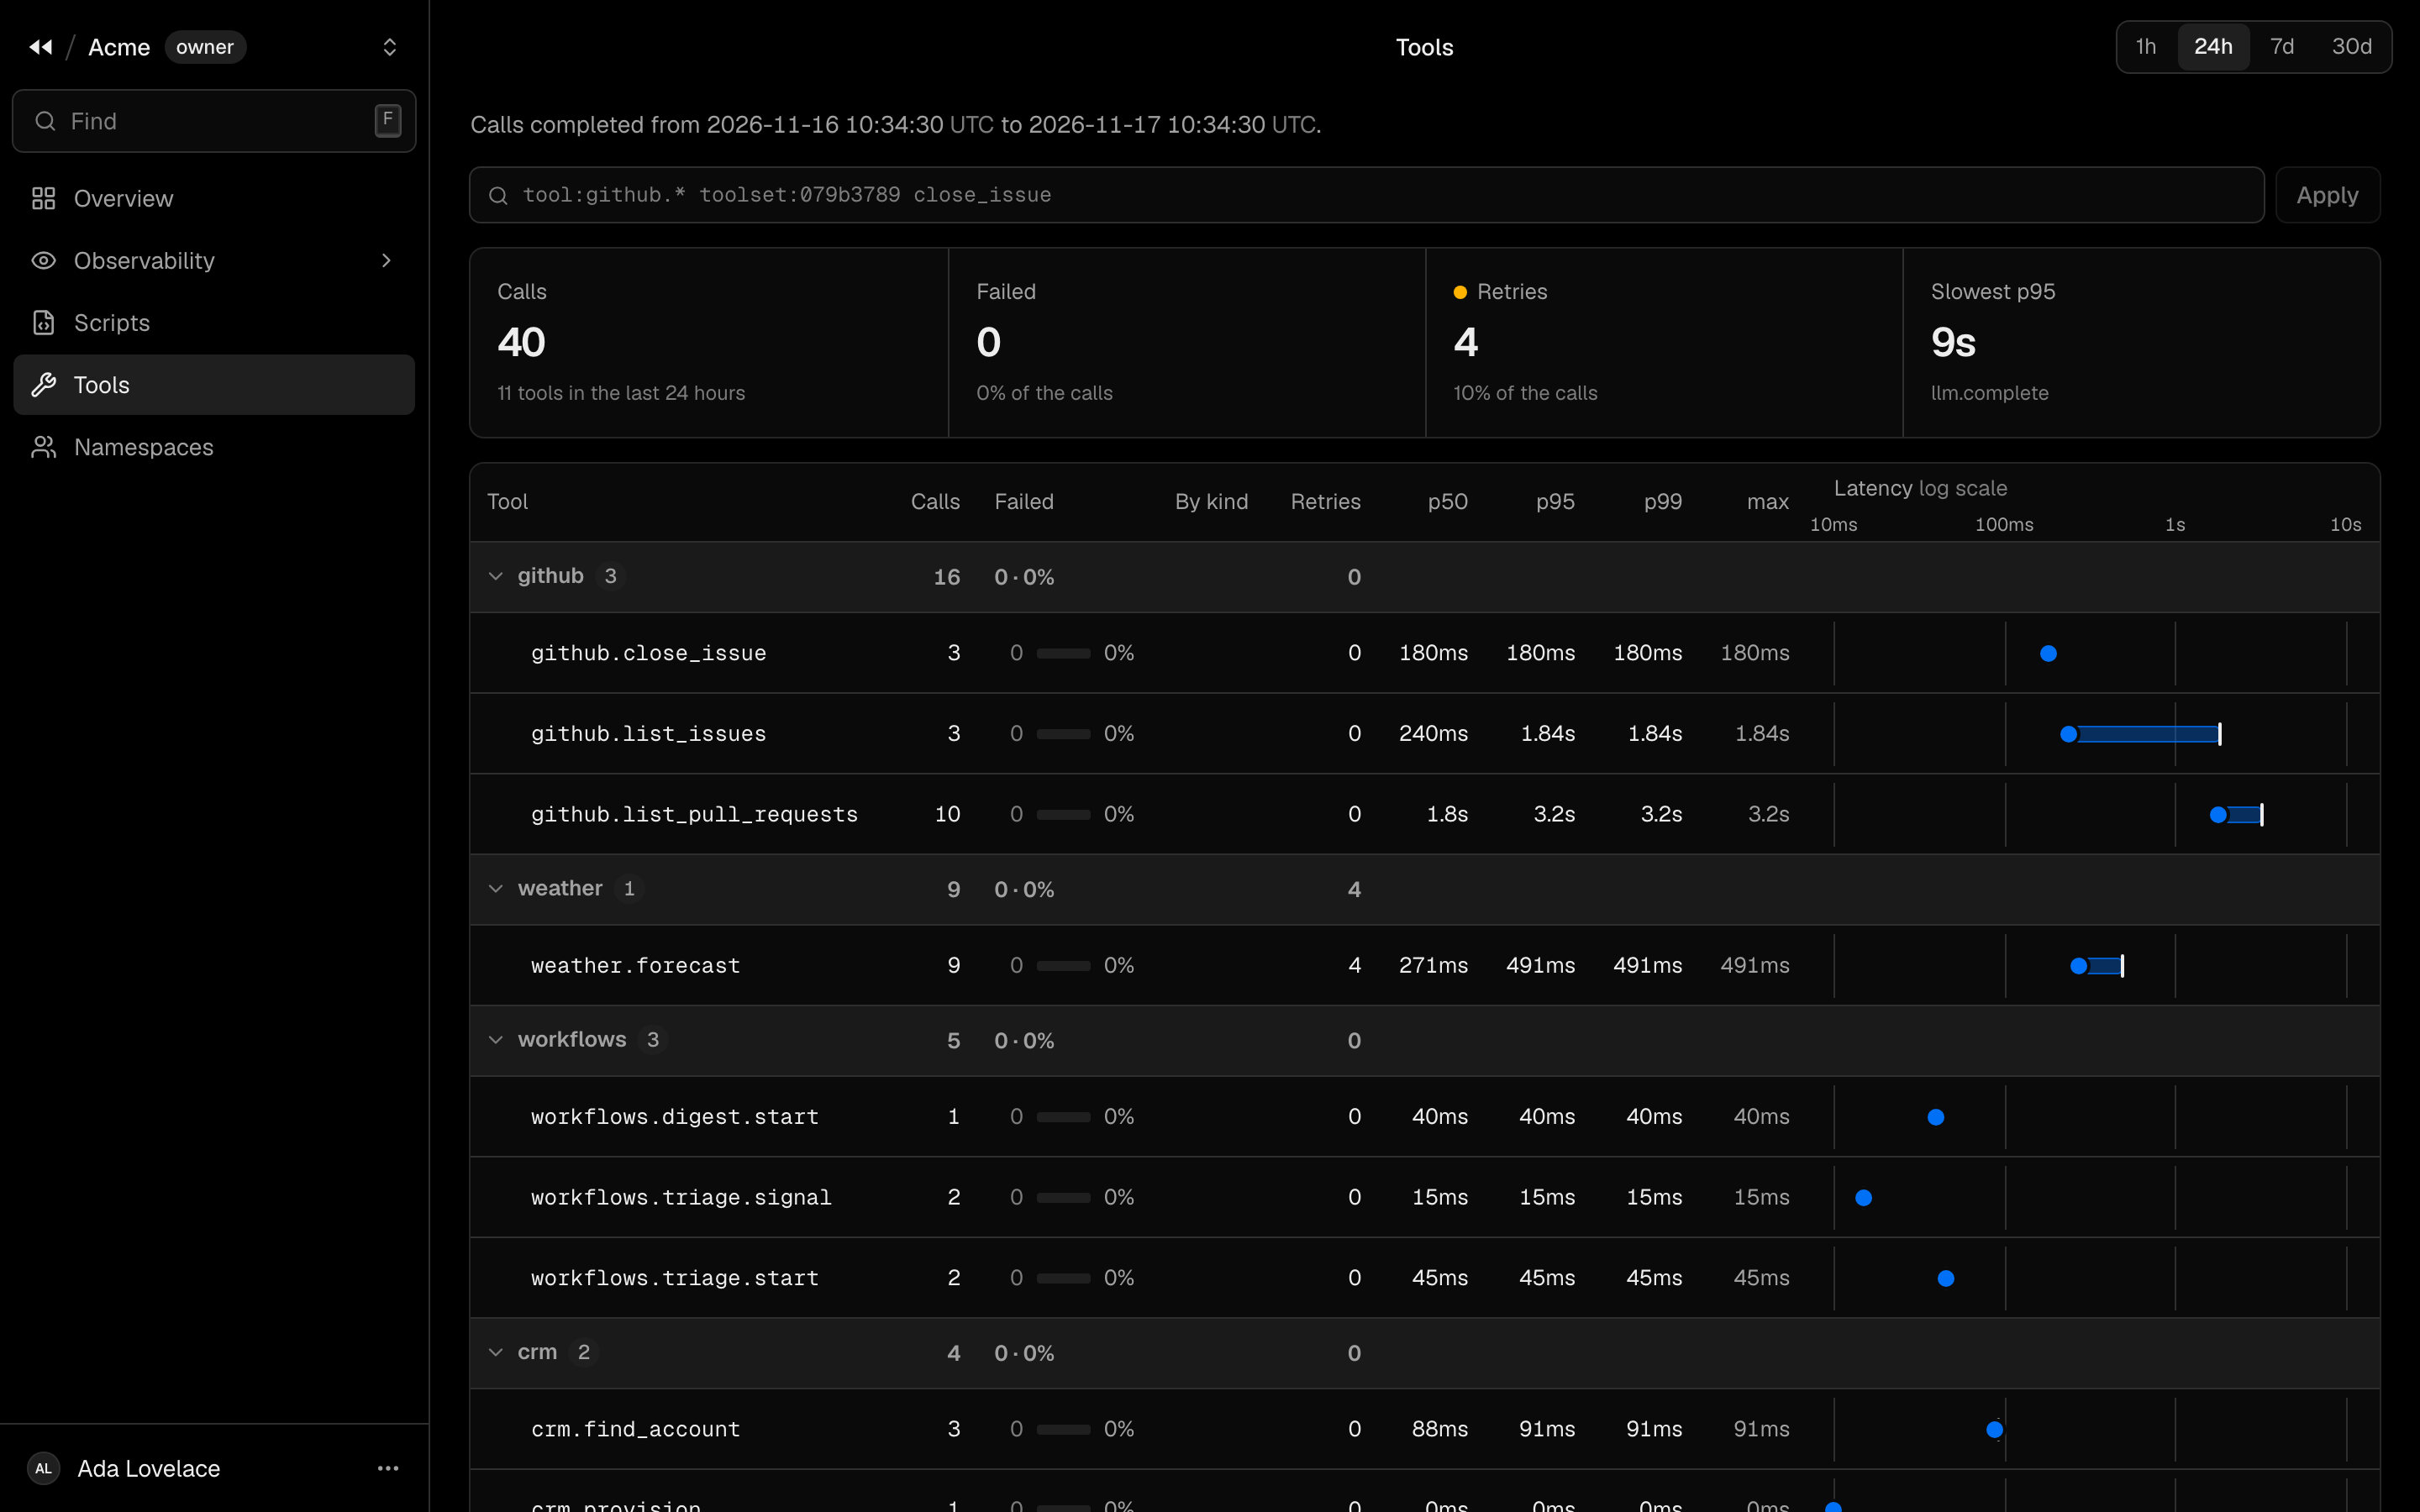 / Acme owner
Find F
Overview
Observability
Scripts
Tools
Namespaces
AL Ada Lovelace
Tools
1h 24h 7d 30d
Calls completed from 2026-11-16 10:34:30 UTC to 2026-11-17 10:34:30 UTC.
tool:github.* toolset:079b3789 close_issue Apply
Calls
40
11 tools in the last 24 hours
Failed
0
0% of the calls
Retries
4
10% of the calls
Slowest p95
9s
llm.complete
Tool Calls Failed By kind Retries p50 p95 p99 max Latency log scale
10ms 100ms 1s 10s
github 3 16 0 · 0% 0
github.close_issue 3 0 0% 0 180ms 180ms 180ms 180ms
github.list_issues 3 0 0% 0 240ms 1.84s 1.84s 1.84s
github.list_pull_requests 10 0 0% 0 1.8s 3.2s 3.2s 3.2s
weather 1 9 0 · 0% 4
weather.forecast 9 0 0% 4 271ms 491ms 491ms 491ms
workflows 3 5 0 · 0% 0
workflows.digest.start 1 0 0% 0 40ms 40ms 40ms 40ms
workflows.triage.signal 2 0 0% 0 15ms 15ms 15ms 15ms
workflows.triage.start 2 0 0% 0 45ms 45ms 45ms 45ms
crm 2 4 0 · 0% 0
crm.find_account 3 0 0% 0 88ms 91ms 91ms 91ms
crm.provision 1 0 0% 0 0ms 0ms 0ms 0ms